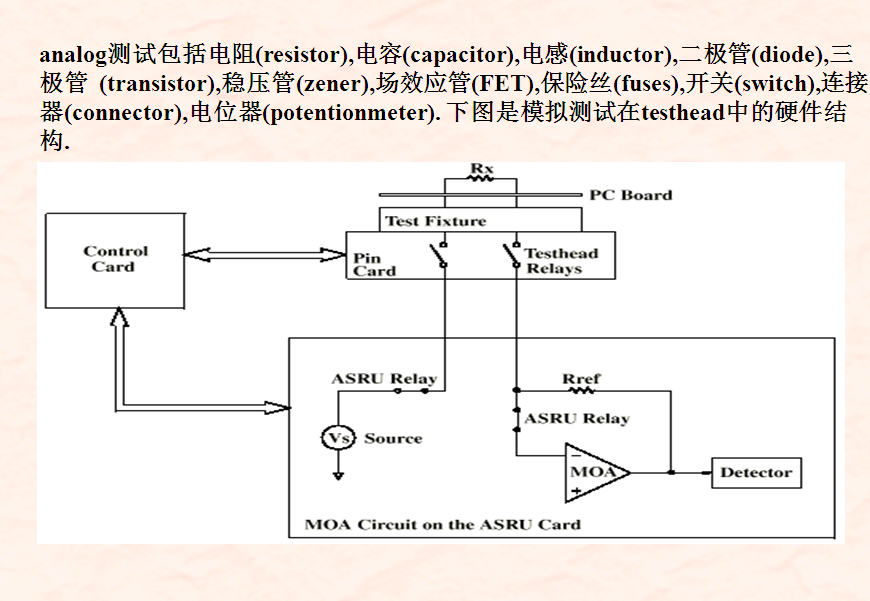 analog测试包括电阻(resistor),电容(capacitor),电感(inductor),二极管(diode),三
极管 (transistor),稳压管(zener),场效应管(FET),保险丝(fuses),开关(switch),连接
器(connector),电位器(potentionmeter). 下图是模拟测试在testhead中的硬件结
构.
Rx
PC Board
Test Fixture
Control
Card
Pin
Card
Testhead
Relays
ASRU Relay
Rref
ASRU Relay
Vs
Source
MOA
Detector
MOA Circuit on the ASRU Card